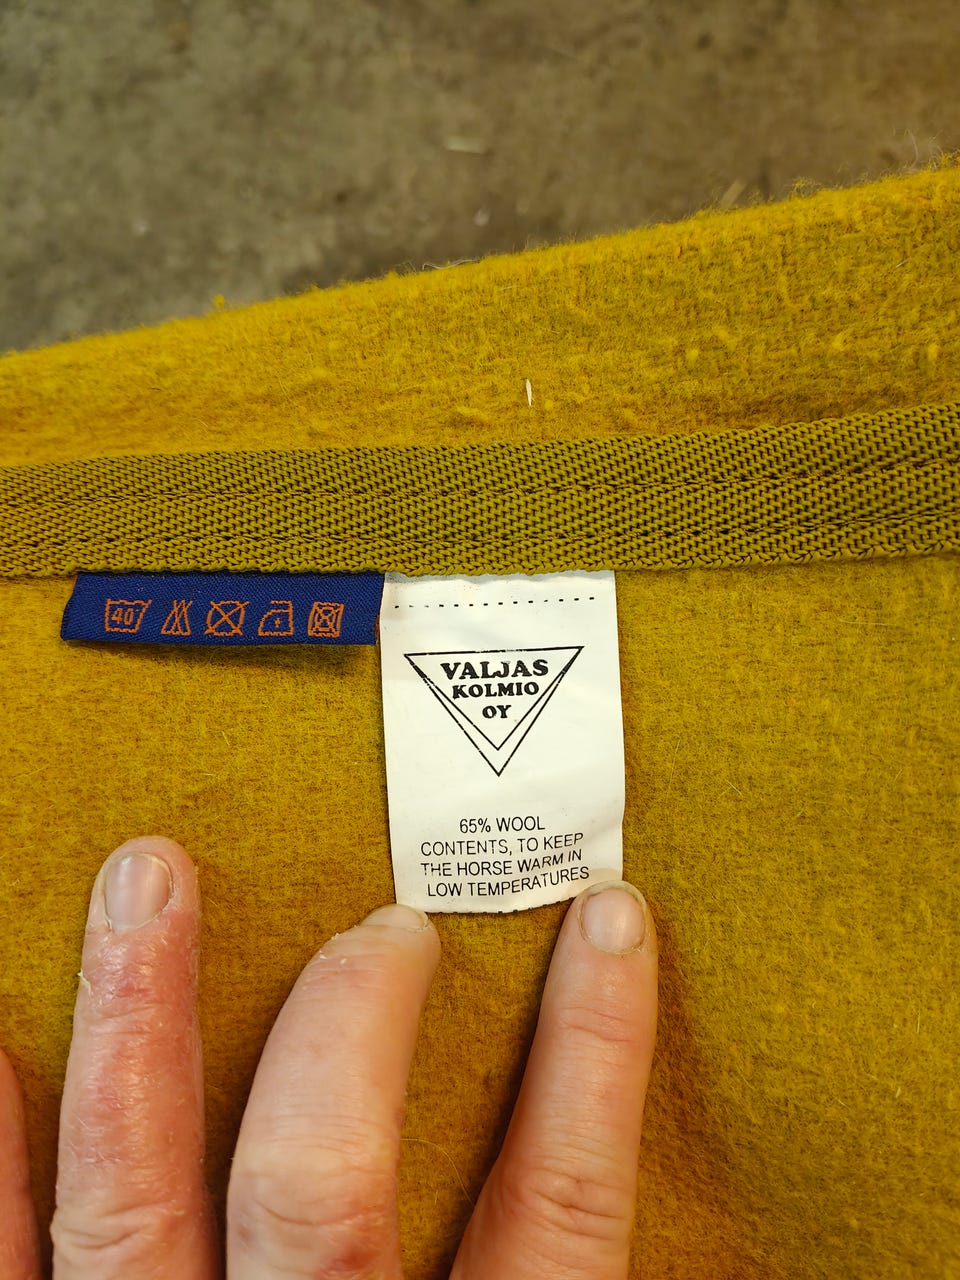 40
VALJAS
KOLMIO
OY
65% WOOL
CONTENTS, TO KEEP
THE HORSE WARM IN
LOW TEMPERATURES